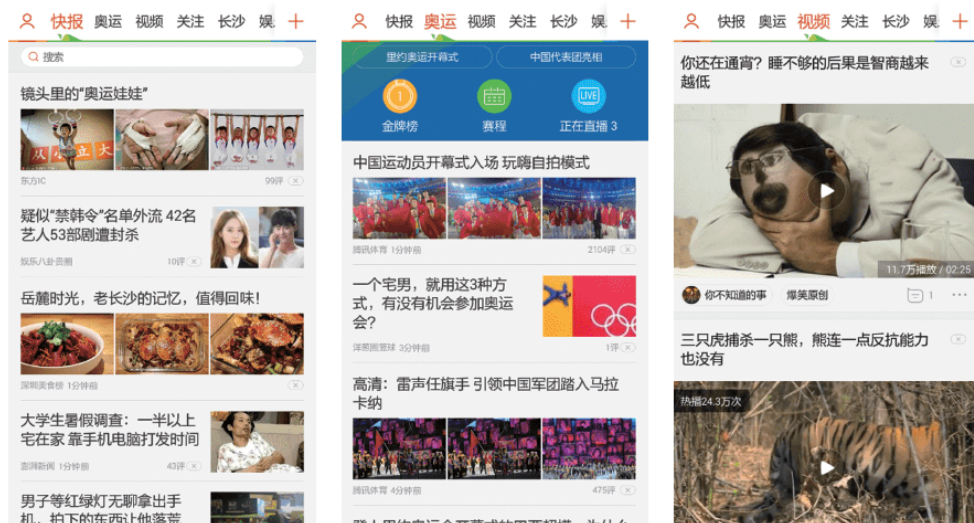 快报 奥运 视频 关注 长沙 娱
搜索
镜头里的“奥运娃娃”
东方IC
99评
疑似“禁韩令”名单外流 42名
艺人53部剧遭封杀
娱乐八卦贵圈
10评
岳麓时光，老长沙的记忆，值得回味！
深圳美食榜 1分钟前
大学生暑假调查：一半以上
宅在家 靠手机电脑打发时间
澎湃新闻 1分钟前
43评
男子等红绿灯无聊拿出手
机，拍下的东西让他落荒
快报 奥运 视频 关注 长沙 娱
里约奥运开幕式
中国代表团亮相
1
LIVE
金牌榜
赛程
正在直播 3
中国运动员开幕式入场 玩嗨自拍模式
腾讯体育 1分钟前
2104评
一个宅男，就用这3种方
式，有没有机会参加奥运
会？
洋葱圈篮球 3分钟前
1评
高清：雷声任旗手 引领中国军团踏入马拉
卡纳
腾讯体育 4分钟前
475评
快报 奥运 视频 关注 长沙 娱
你还在通宵？睡不够的后果是智商越来
越低
11.7万播放 / 02:25
你不知道的事
爆笑原创
1
三只虎捕杀一只熊，熊连一点反抗能力
也没有
热播24.3万次